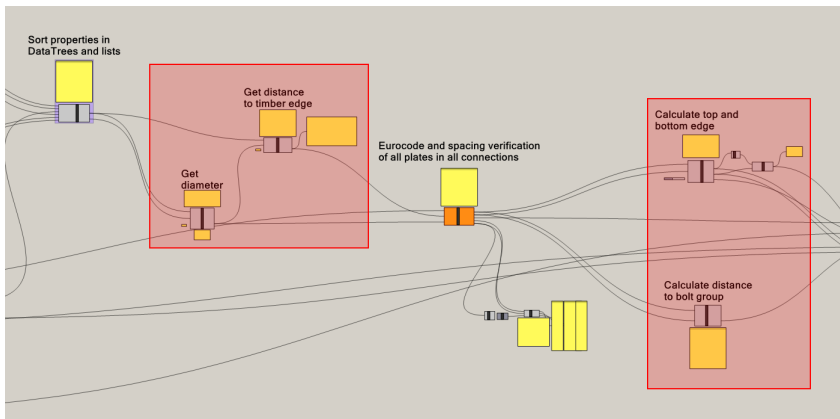 Sort properties in
DataTrees and lists
Get distance
to timber edge
Get
diameter
Eurocode and spacing verification
of all plates in all connections
Calculate top and
bottom edge
Calculate distance
to bolt group